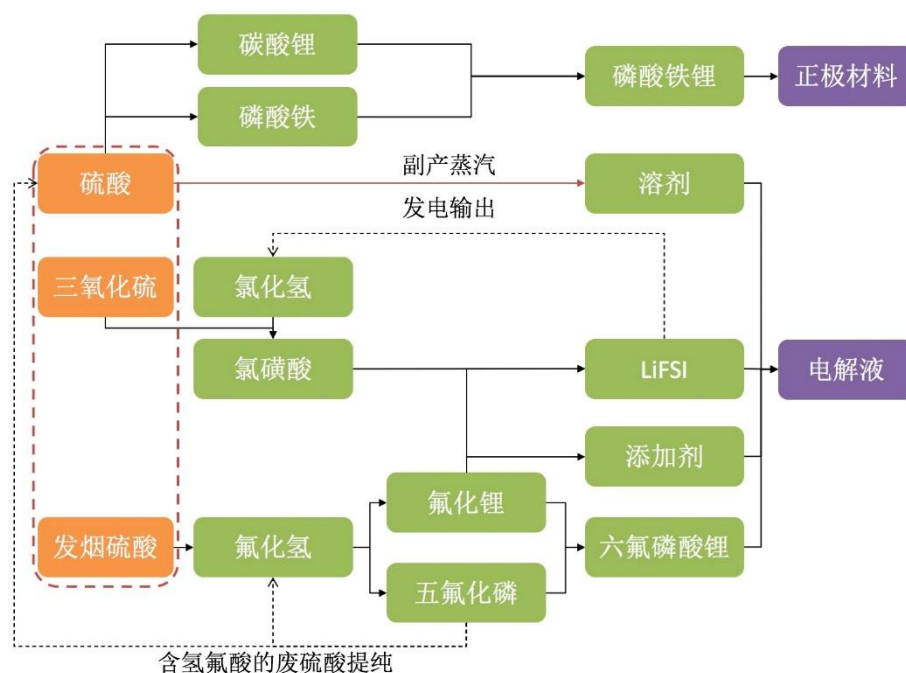 碳酸锂
磷酸铁
磷酸铁锂
正极材料
硫酸
副产蒸汽
发电输出
溶剂
三氧化硫
氯化氢
氯磺酸
LiFSI
电解液
添加剂
氟化锂
发烟硫酸
氟化氢
六氟磷酸锂
五氟化磷
含氢氟酸的废硫酸提纯